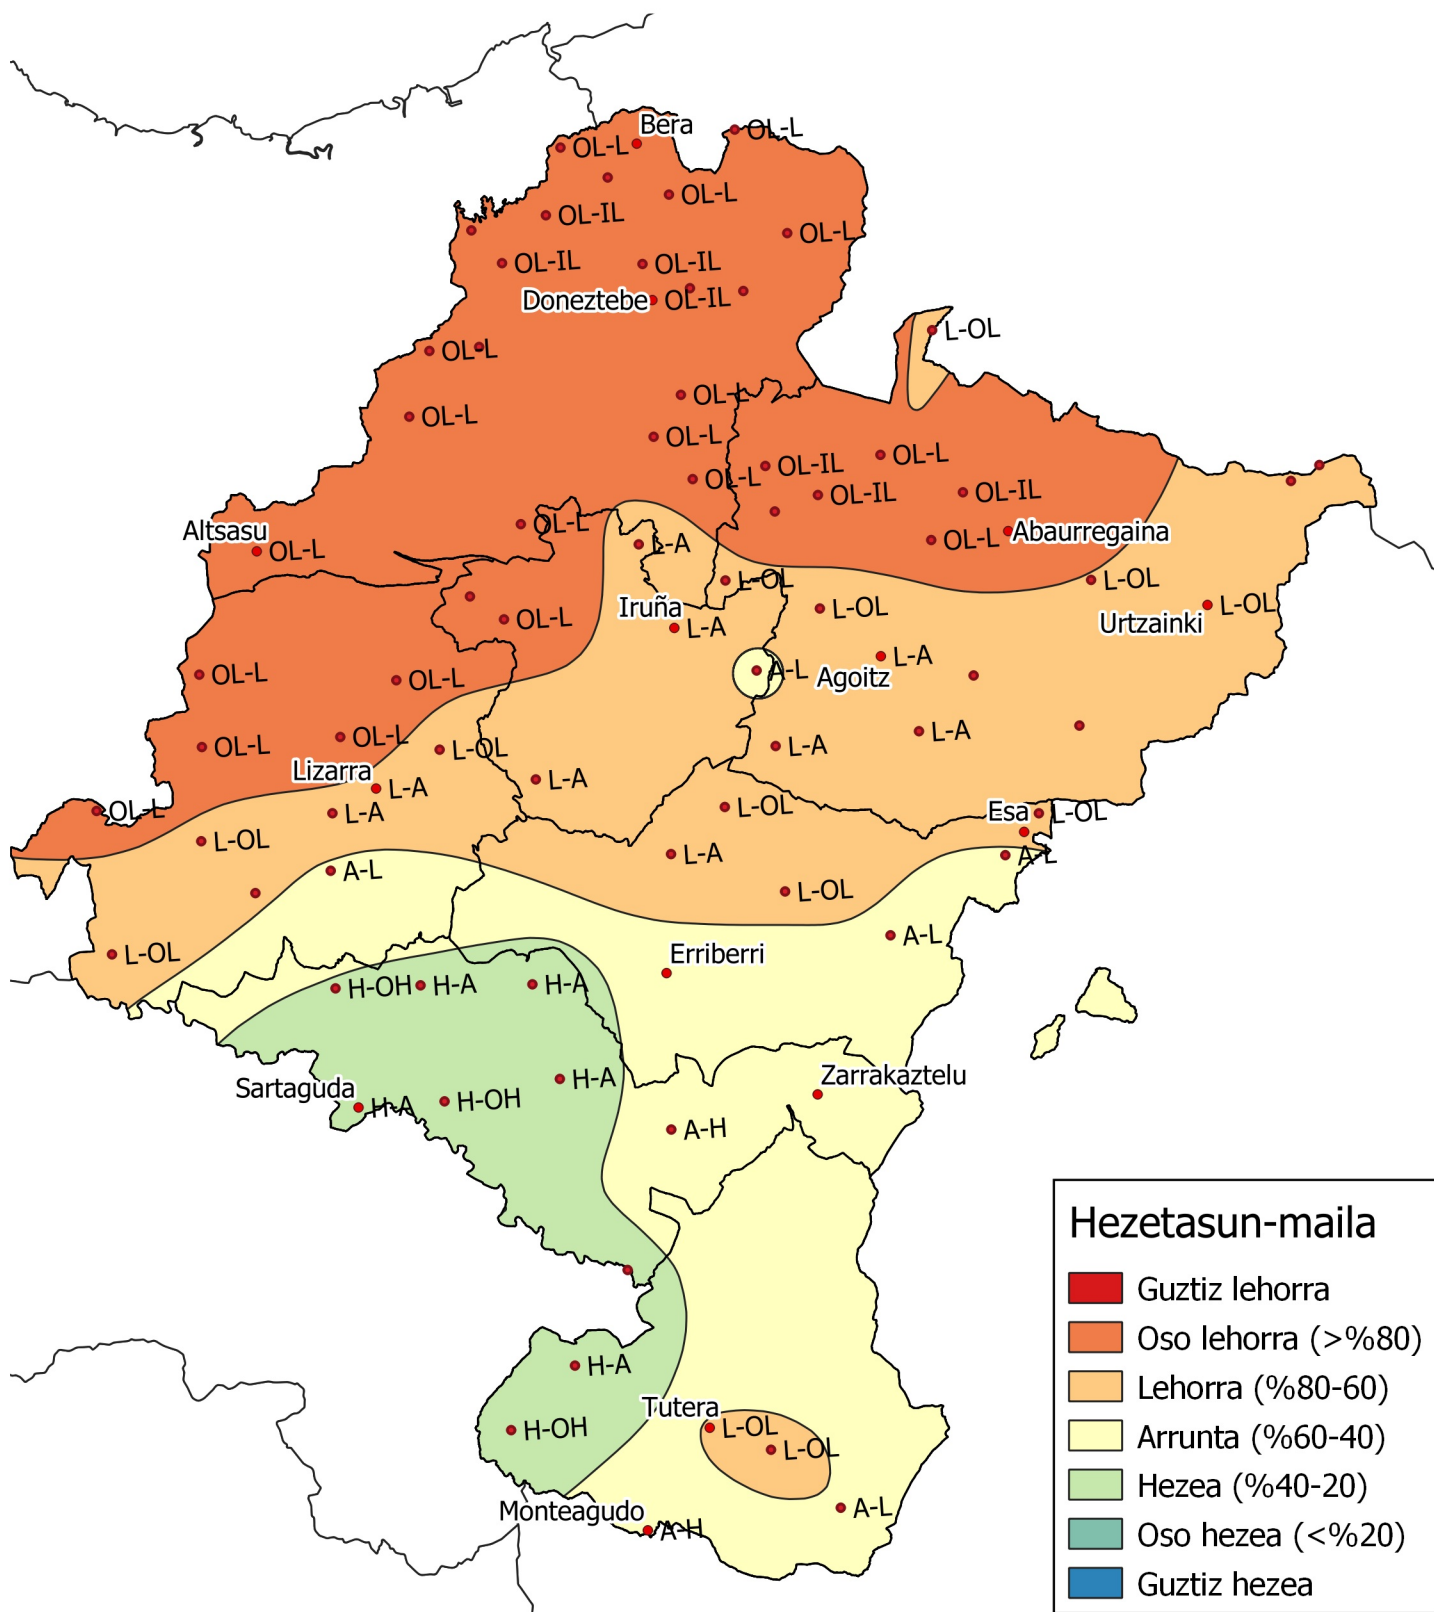 Bera
OL-L
OL-L
OL-L
OL-IL
OL-L
OL-IL
OL-IL
Doneztebe
OL-IL
L-OL
OL-L
OL-L
OL-L
OL-L
OL-L
OL-IL
OL-L
OL-IL
OL-IL
Altsasu
OL-L
OL-L
L-A
OL-L
Abaurregaina
L-OL
L-OL
Iruña
L-OL
L-OL
Urtzainki
OL-L
L-A
L-A
A-L
Agoitz
OL-L
OL-L
OL-L
OL-L
L-OL
L-A
L-A
Lizarra
L-A
L-A
OL-L
L-A
L-OL
Esa
L-OL
L-OL
L-A
A-L
A-L
L-OL
L-OL
A-L
Erriberri
H-OH
H-A
H-A
Sartaguda
H-A
H-OH
H-A
Zarrakaztelu
A-H
H-A
Tutera
L-OL
H-OH
L-OL
Monteagudo
A-H
A-L
Hezetasun-maila
Guztiz lehorra
Oso lehorra (>%80)
Lehorra (%80-60)
Arrunta (%60-40)
Hezea (%40-20)
Oso hezea (<%20)
Guztiz hezea